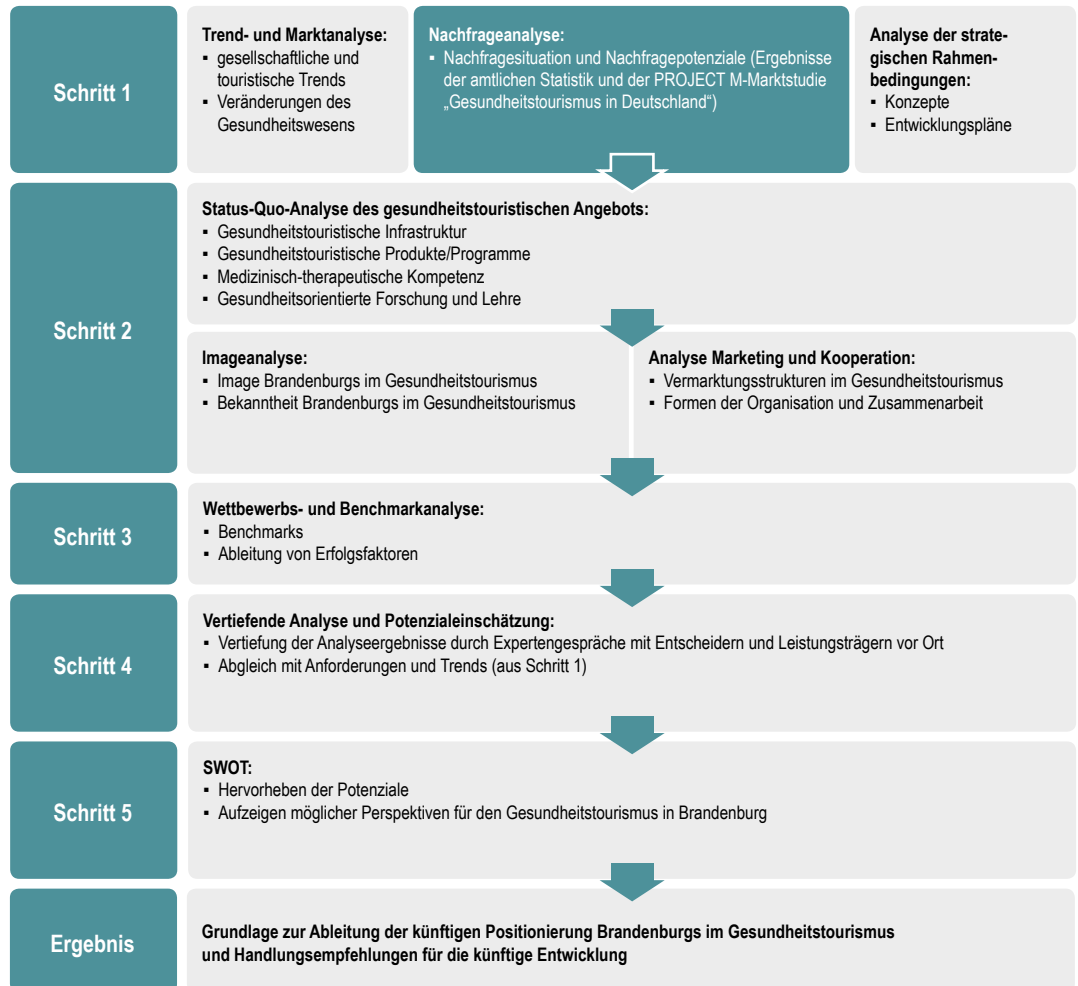 Schritt 1
Trend- und Marktanalyse:
▪ gesellschaftliche und
touristische Trends
▪ Veränderungen des
Gesundheitswesens
Nachfrageanalyse:
▪ Nachfragesituation und Nachfragepotenziale (Ergebnisse
der amtlichen Statistik und der PROJECT M-Marktstudie
„Gesundheitstourismus in Deutschland“)
Analyse der strate-
gischen Rahmen-
bedingungen:
▪ Konzepte
▪ Entwicklungspläne
Schritt 2
Status-Quo-Analyse des gesundheitstouristischen Angebots:
▪ Gesundheitstouristische Infrastruktur
▪ Gesundheitstouristische Produkte/Programme
▪ Medizinisch-therapeutische Kompetenz
▪ Gesundheitsorientierte Forschung und Lehre
Imageanalyse:
▪ Image Brandenburgs im Gesundheitstourismus
▪ Bekanntheit Brandenburgs im Gesundheitstourismus
Analyse Marketing und Kooperation:
▪ Vermarktungsstrukturen im Gesundheitstourismus
▪ Formen der Organisation und Zusammenarbeit
Schritt 3
Wettbewerbs- und Benchmarkanalyse:
▪ Benchmarks
▪ Ableitung von Erfolgsfaktoren
Schritt 4
Vertiefende Analyse und Potenzialeinschätzung:
▪ Vertiefung der Analyseergebnisse durch Expertengespräche mit Entscheidern und Leistungsträgern vor Ort
▪ Abgleich mit Anforderungen und Trends (aus Schritt 1)
Schritt 5
SWOT:
▪ Hervorheben der Potenziale
▪ Aufzeigen möglicher Perspektiven für den Gesundheitstourismus in Brandenburg
Ergebnis
Grundlage zur Ableitung der künftigen Positionierung Brandenburgs im Gesundheitstourismus
und Handlungsempfehlungen für die künftige Entwicklung